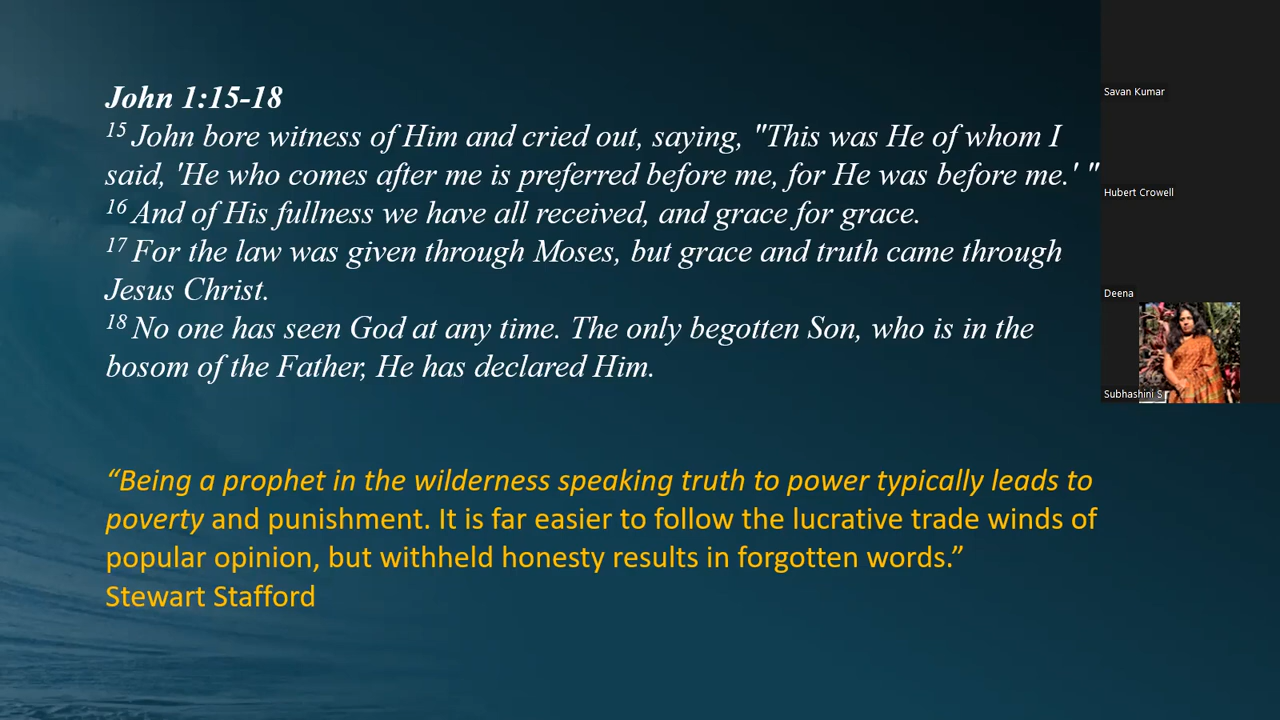 John 1:15-18
15 John bore witness of Him and cried out, saying, "This was He of whom I
said, 'He who comes after me is preferred before me, for He was before me.' "
16 And of His fullness we have all received, and grace for grace.
17 For the law was given through Moses, but grace and truth came through
Jesus Christ.
18 No one has seen God at any time. The only begotten Son, who is in the
bosom of the Father, He has declared Him.
“Being a prophet in the wilderness speaking truth to power typically leads to
poverty and punishment. It is far easier to follow the lucrative trade winds of
popular opinion, but withheld honesty results in forgotten words.”
Stewart Stafford
Savan Kumar
Hubert Crowell
Deena
Subhashini S